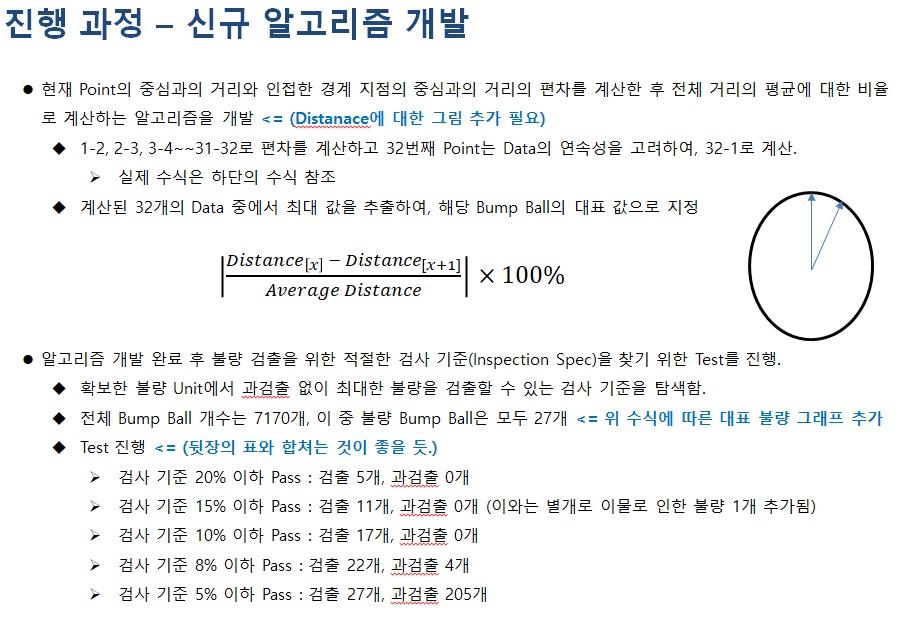 진행 과정 – 신규 알고리즘 개발
● 현재 Point의 중심과의 거리와 인접한 경계 지점의 중심과의 거리의 편차를 계산한 후 전체 거리의 평균에 대한 비율
로 계산하는 알고리즘을 개발 <= (Distanace에 대한 그림 추가 필요)
◆ 1-2, 2-3, 3-4~~31-32로 편차를 계산하고 32번째 Point는 Data의 연속성을 고려하여, 32-1로 계산.
➢ 실제 수식은 하단의 수식 참조
◆ 계산된 32개의 Data 중에서 최대 값을 추출하여, 해당 Bump Ball의 대표 값으로 지정
|Distance[x] − Distance[x+1]
Average Distance| × 100%
● 알고리즘 개발 완료 후 불량 검출을 위한 적절한 검사 기준(Inspection Spec)을 찾기 위한 Test를 진행.
◆ 확보한 불량 Unit에서 과검출 없이 최대한 불량을 검출할 수 있는 검사 기준을 탐색함.
◆ 전체 Bump Ball 개수는 7170개, 이 중 불량 Bump Ball은 모두 27개 <= 위 수식에 따른 대표 불량 그래프 추가
◆ Test 진행 <= (뒷장의 표와 합쳐는 것이 좋을 듯.)
➢ 검사 기준 20% 이하 Pass : 검출 5개, 과검출 0개
➢ 검사 기준 15% 이하 Pass : 검출 11개, 과검출 0개 (이와는 별개로 이물로 인한 불량 1개 추가됨)
➢ 검사 기준 10% 이하 Pass : 검출 17개, 과검출 0개
➢ 검사 기준 8% 이하 Pass : 검출 22개, 과검출 4개
➢ 검사 기준 5% 이하 Pass : 검출 27개, 과검출 205개